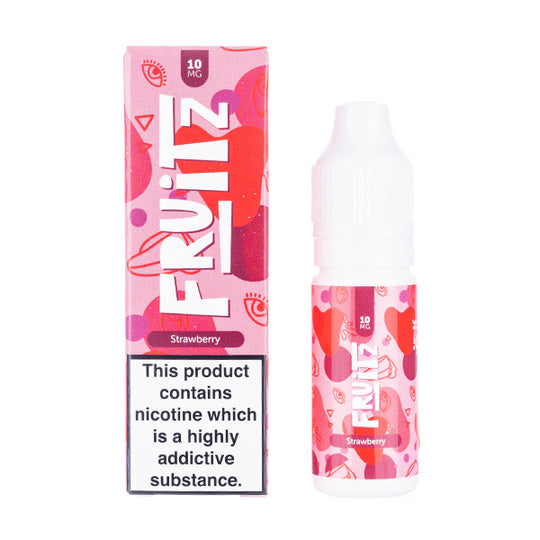 10
MG
FRUiTZ
Strawberry
This product
contains
nicotine which
is a highly
addictive
substance.
10
MG
FRUiTZ
Strawberry